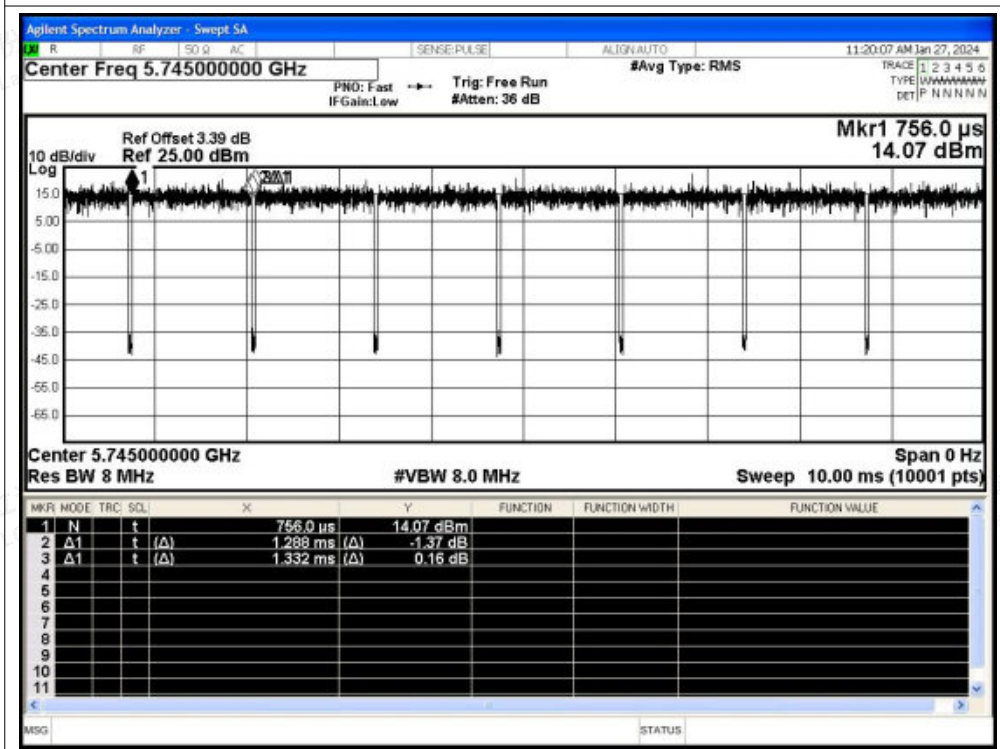 Agilent Spectrum Analyzer - Swept SA
LXI R RF 50 Ω AC SENSE:PULSE ALIGNAUTO 11:20:07 AM Jan 27, 2024
Center Freq 5.745000000 GHz #Avg Type: RMS TRACE 1 2 3 4 5 6
PNO: Fast Trig: Free Run TYPE WWWWWWW
IFGain:Low #Atten: 36 dB DET P N N N N N
Mkr1 756.0 µs
14.07 dBm
Ref Offset 3.39 dB
10 dB/div Ref 25.00 dBm
Log
1
15.0
5.00
-5.00
-15.0
-25.0
-35.0
-45.0
-55.0
-65.0
Center 5.745000000 GHz Span 0 Hz
Res BW 8 MHz #VBW 8.0 MHz Sweep 10.00 ms (10001 pts)
MKR MODE TRC SCL X Y FUNCTION FUNCTION WIDTH FUNCTION VALUE
1 N t 756.0 µs 14.07 dBm
2 Δ1 t (Δ) 1.288 ms (Δ) -1.37 dB
3 Δ1 t (Δ) 1.332 ms (Δ) 0.16 dB
4
5
6
7
8
9
10
11
MSG STATUS